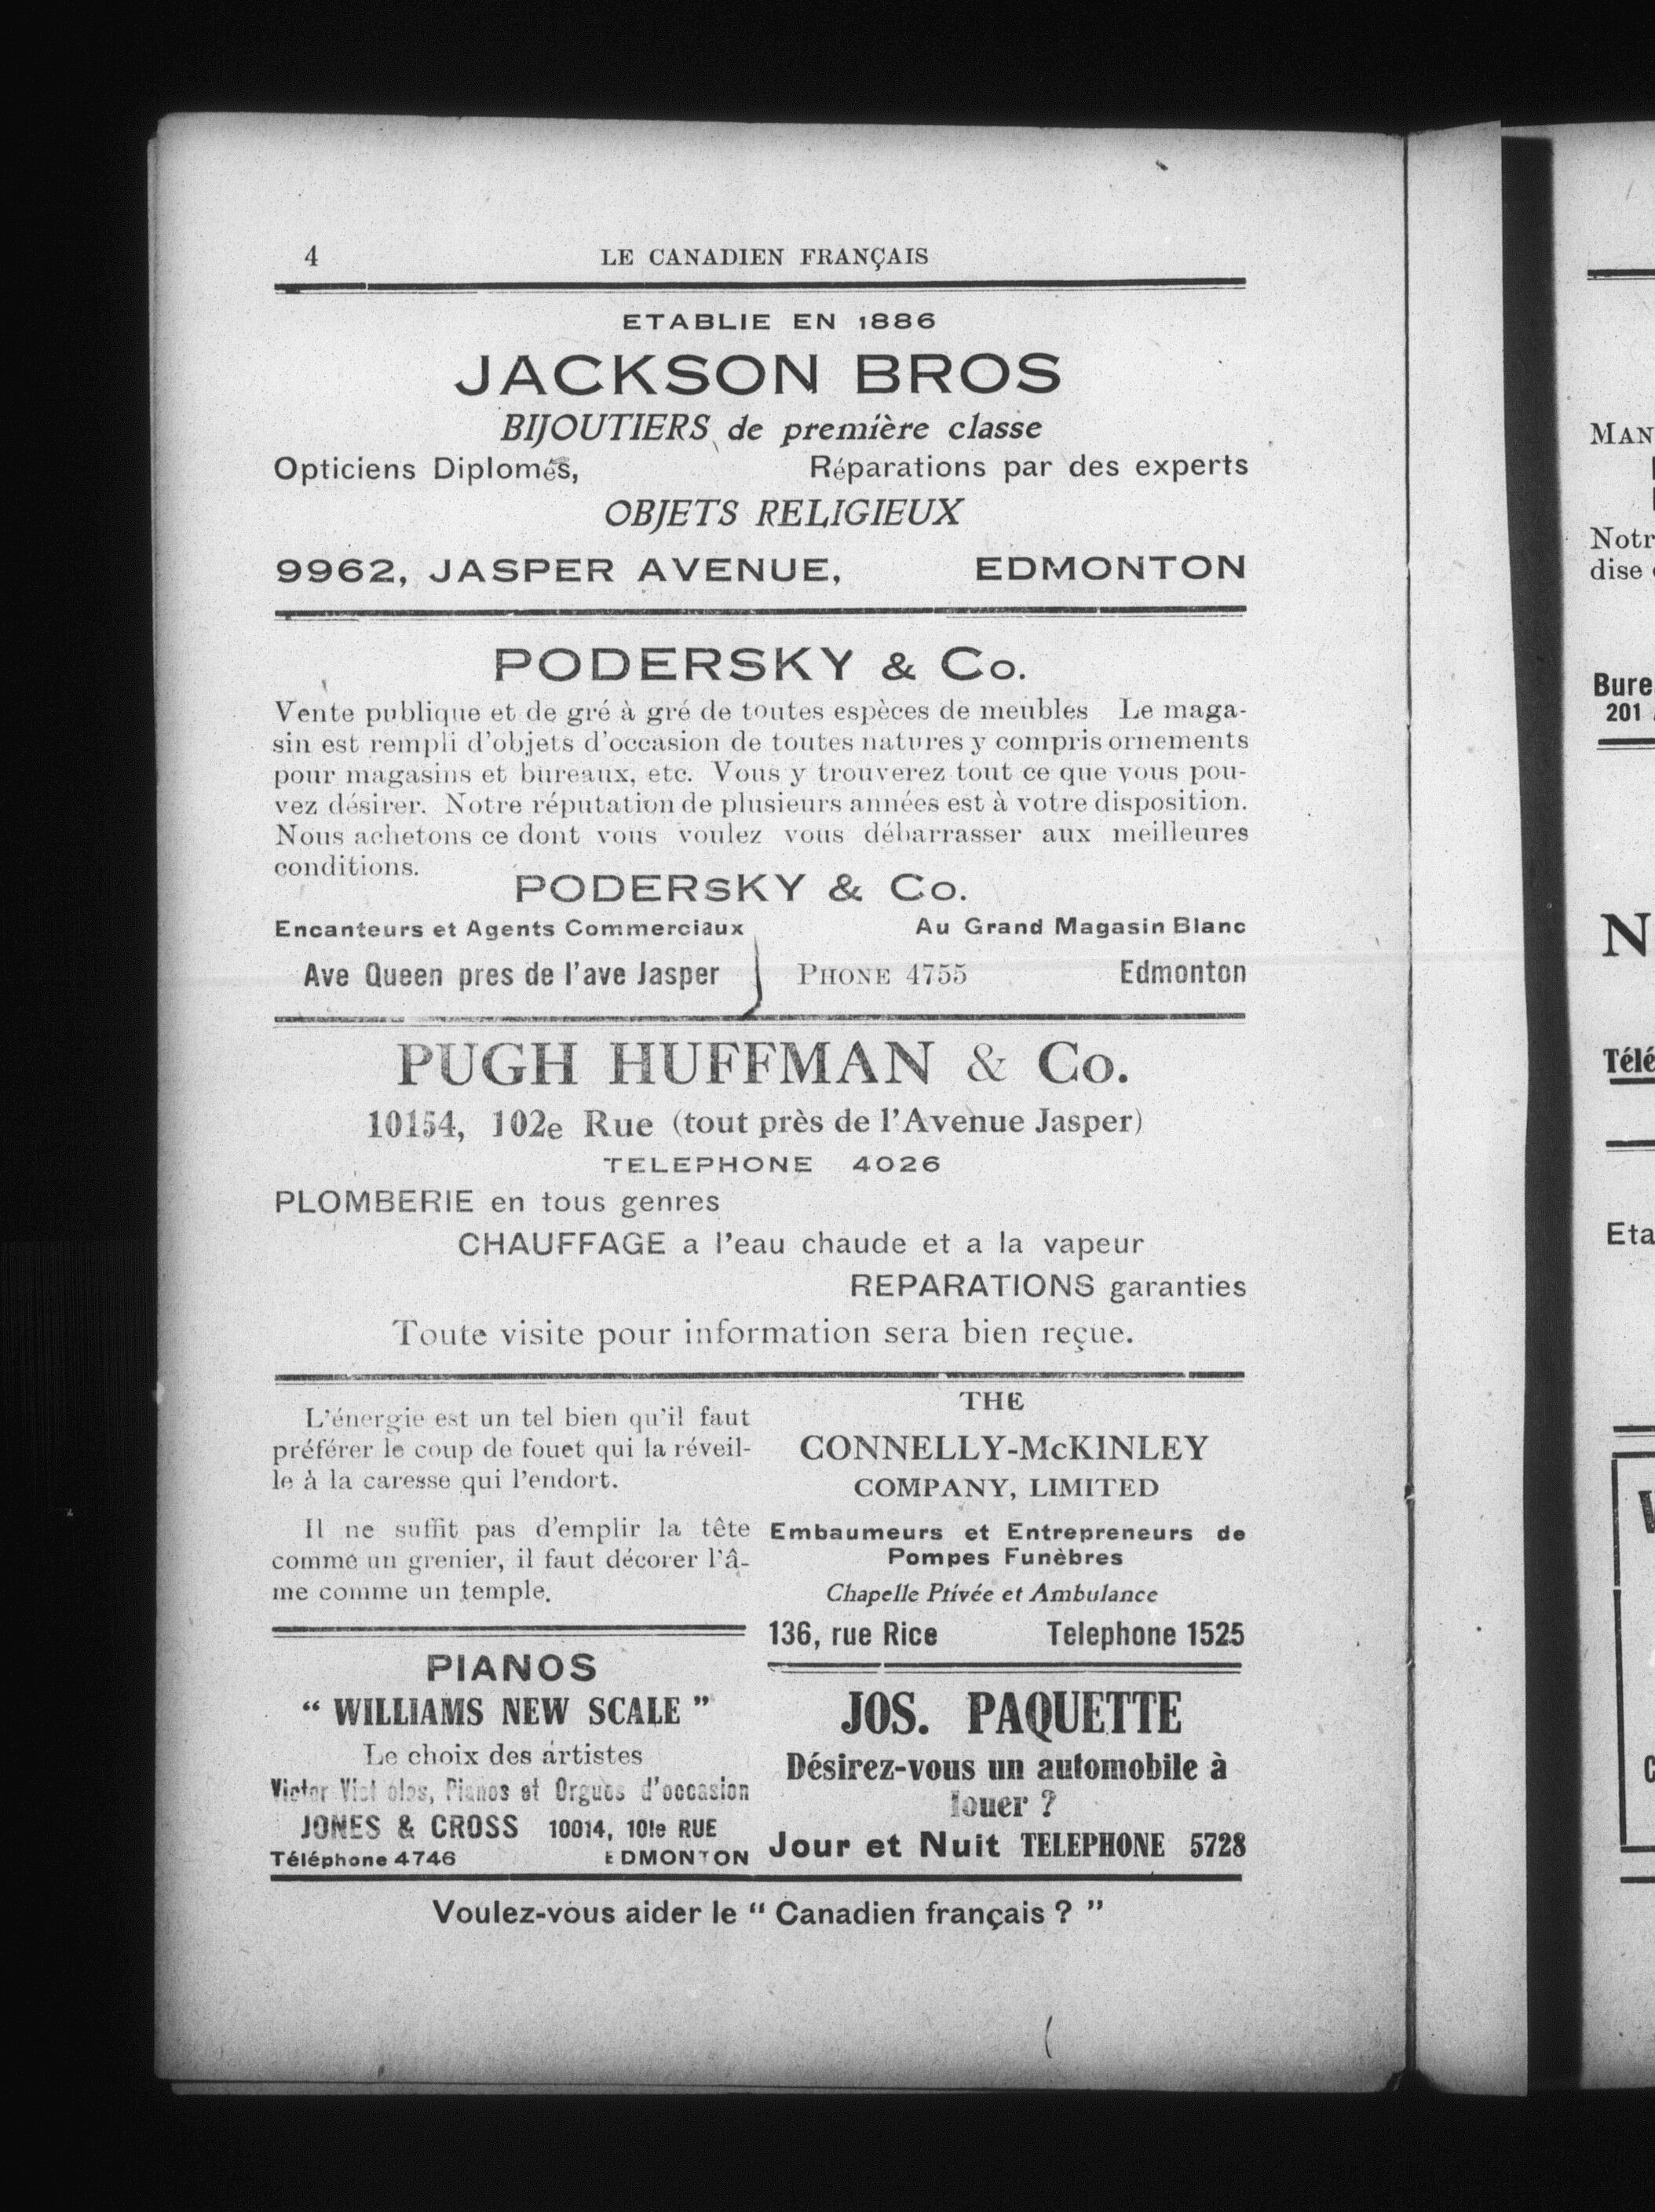 4 LE CANADIEN FRANÇAIS
ETABLIE EN 1886
JACKSON BROS
BIJOUTIERS de première classe
Opticiens Diplomés, Réparations par des experts
OBJETS RELIGIEUX
9962, JASPER AVENUE, EDMONTON
PODERSKY & Co.
Vente publique et de gré à gré de toutes espèces de meubles Le maga-
sin est rempli d'objets d'occasion de toutes natures y compris ornements
pour magasins et bureaux, etc. Vous y trouverez tout ce que vous pou-
vez désirer. Notre réputation de plusieurs années est à votre disposition.
Nous achetons ce dont vous voulez vous débarrasser aux meilleures
conditions.
PODERSKY & Co.
Encanteurs et Agents Commerciaux Au Grand Magasin Blanc
Ave Queen pres de l'ave Jasper PHONE 4755 Edmonton
PUGH HUFFMAN & Co.
10154, 102e Rue (tout près de l'Avenue Jasper)
TELEPHONE 4026
PLOMBERIE en tous genres
CHAUFFAGE a l'eau chaude et a la vapeur
REPARATIONS garanties
Toute visite pour information sera bien reçue.
L'énergie est un tel bien qu'il faut
préférer le coup de fouet qui la réveil-
le à la caresse qui l'endort.
Il ne suffit pas d'emplir la tête
comme un grenier, il faut décorer l'â-
me comme un temple.
PIANOS
" WILLIAMS NEW SCALE "
Le choix des artistes
Victor Pianos et Orgues d'occasion
JONES & CROSS 10014, 101e RUE
Téléphone 4746 EDMONTON
THE
CONNELLY-McKINLEY
COMPANY, LIMITED
Embaumeurs et Entrepreneurs de
Pompes Funèbres
Chapelle Ptivée et Ambulance
136, rue Rice Telephone 1525
JOS. PAQUETTE
Désirez-vous un automobile à
louer ?
Jour et Nuit TELEPHONE 5728
Voulez-vous aider le " Canadien français ? "
Notr
dise
201
Eta